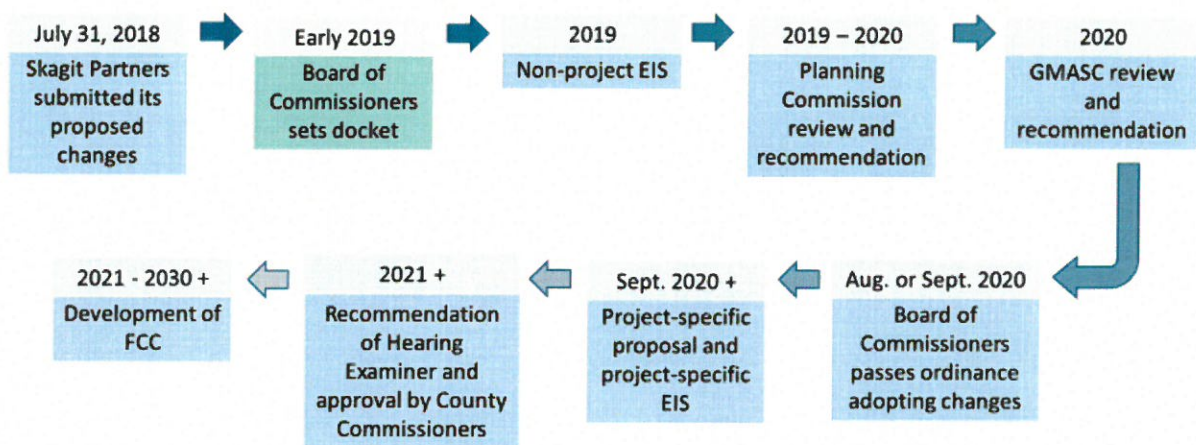 July 31, 2018
Skagit Partners
submitted its
proposed
changes
Early 2019
Board of
Commissioners
sets docket
2019
Non-project EIS
2019 – 2020
Planning
Commission
review and
recommendation
2020
GMASC review
and
recommendation
Aug. or Sept. 2020
Board of
Commissioners
passes ordinance
adopting changes
Sept. 2020 +
Project-specific
proposal and
project-specific
EIS
2021 +
Recommendation
of Hearing
Examiner and
approval by County
Commissioners
2021 - 2030 +
Development of
FCC